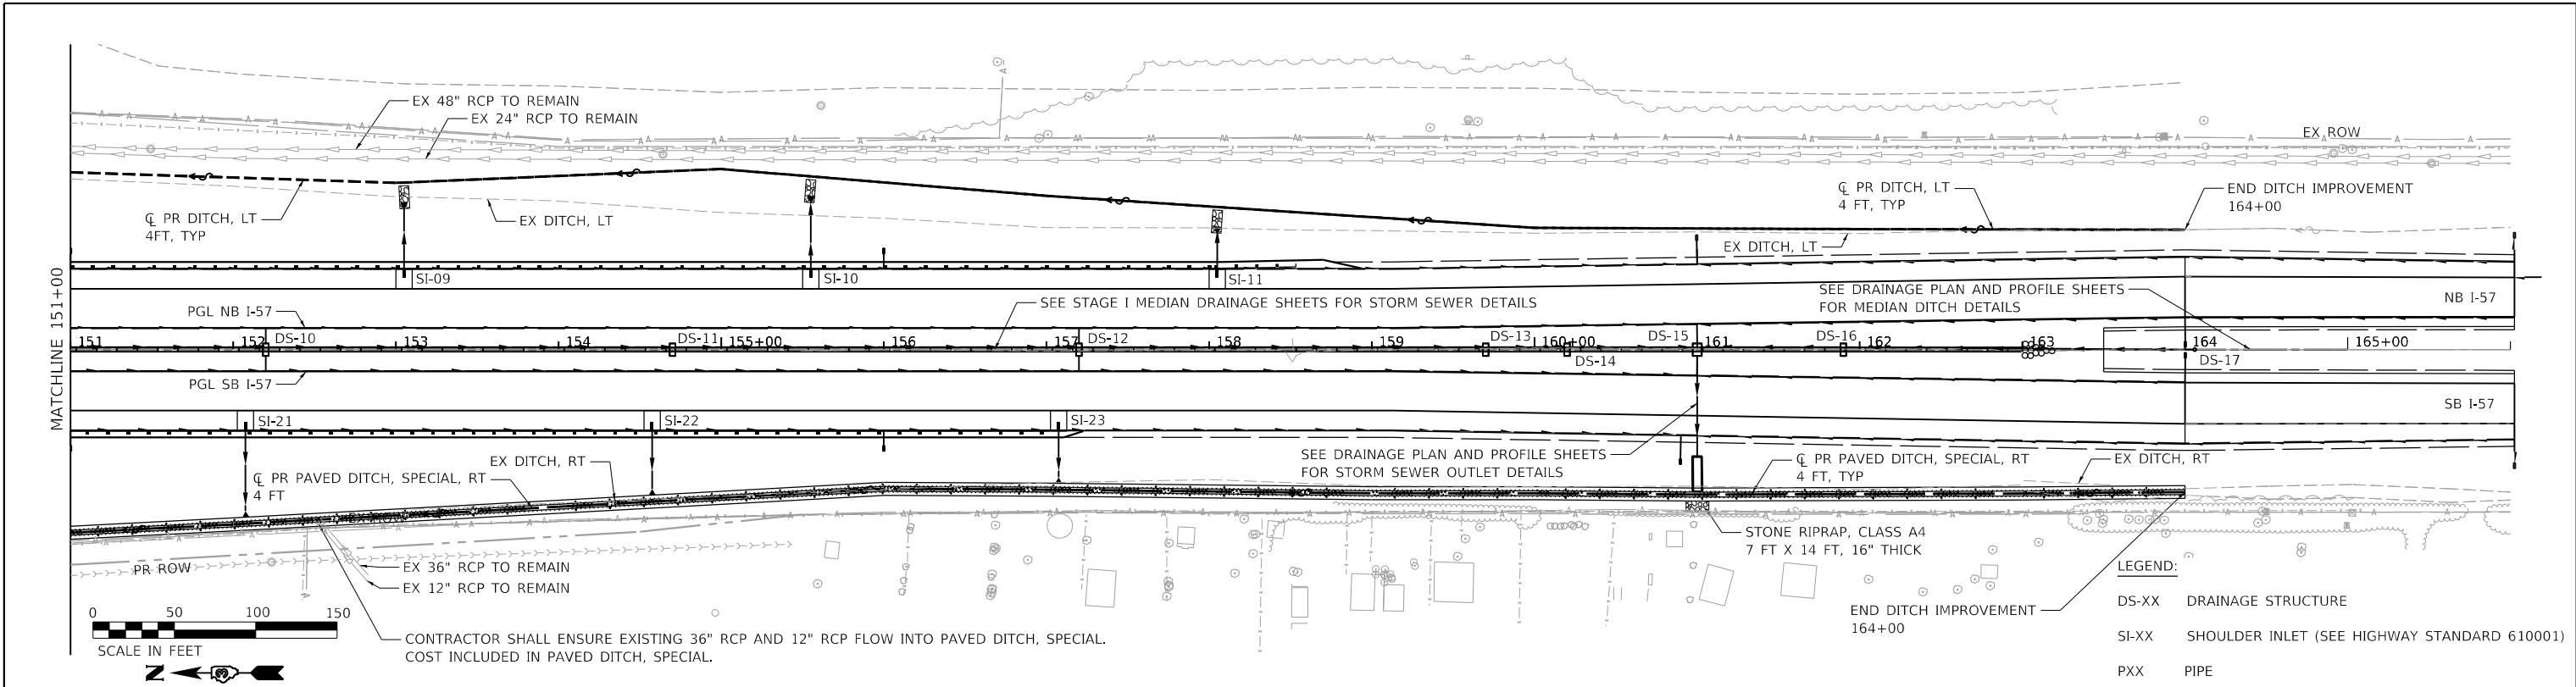 EX 48" RCP TO REMAIN
EX 24" RCP TO REMAIN
EX ROW
℄ PR DITCH, LT
4FT, TYP
EX DITCH, LT
℄ PR DITCH, LT
4 FT, TYP
END DITCH IMPROVEMENT
164+00
EX DITCH, LT
MATCHLINE 151+00
SI-09
SI-10
SI-11
SEE STAGE I MEDIAN DRAINAGE SHEETS FOR STORM SEWER DETAILS
SEE DRAINAGE PLAN AND PROFILE SHEETS
FOR MEDIAN DITCH DETAILS
NB I-57
PGL NB I-57
151 152 DS-10 153 154 DS-11 155+00 156 157 DS-12 158 159 DS-13 160+00 DS-15 161 DS-16 162 163 164 165+00
DS-14
DS-17
PGL SB I-57
SB I-57
SI-21
SI-22
SI-23
EX DITCH, RT
℄ PR PAVED DITCH, SPECIAL, RT
4 FT
SEE DRAINAGE PLAN AND PROFILE SHEETS
FOR STORM SEWER OUTLET DETAILS
℄ PR PAVED DITCH, SPECIAL, RT
4 FT, TYP
EX DITCH, RT
EX ROW
STONE RIPRAP, CLASS A4
7 FT X 14 FT, 16" THICK
PR ROW
EX 36" RCP TO REMAIN
EX 12" RCP TO REMAIN
END DITCH IMPROVEMENT
164+00
0 50 100 150
SCALE IN FEET
N
CONTRACTOR SHALL ENSURE EXISTING 36" RCP AND 12" RCP FLOW INTO PAVED DITCH, SPECIAL.
COST INCLUDED IN PAVED DITCH, SPECIAL.
LEGEND:
DS-XX DRAINAGE STRUCTURE
SI-XX SHOULDER INLET (SEE HIGHWAY STANDARD 610001)
PXX PIPE